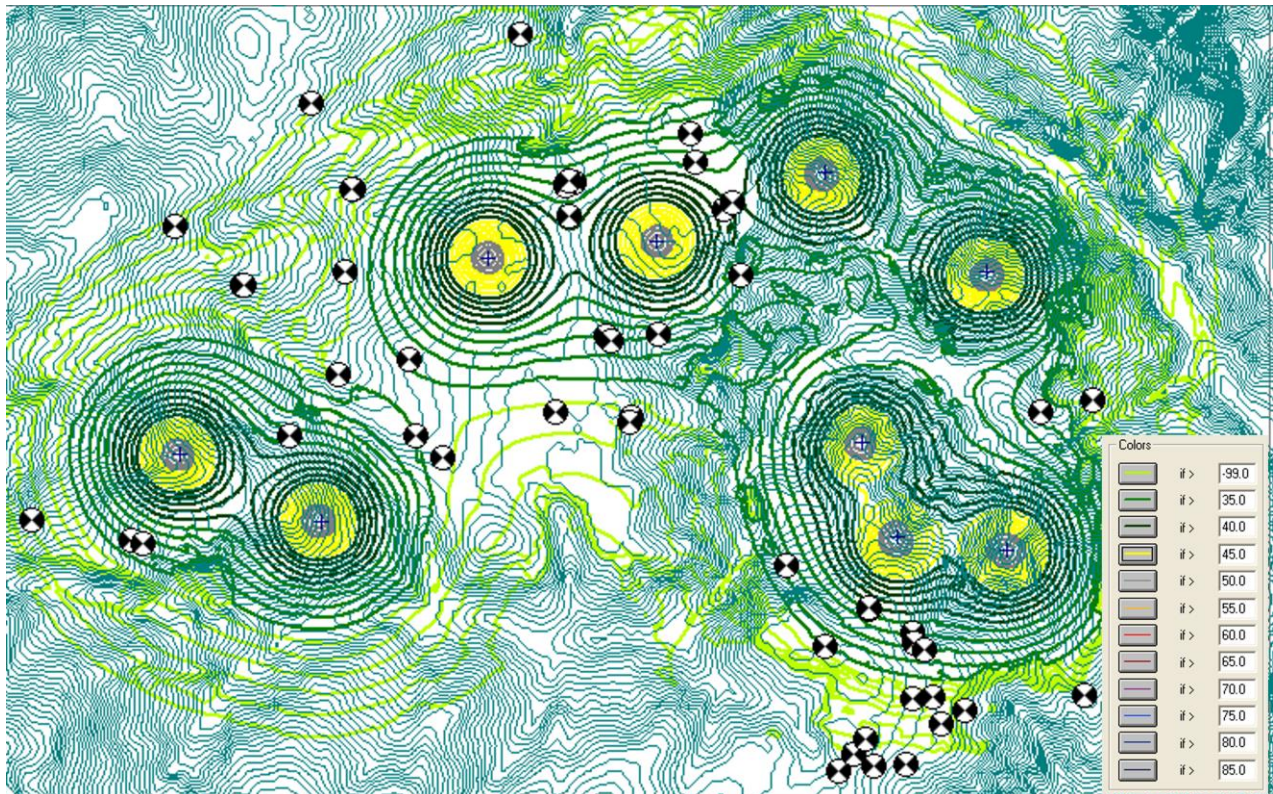 Colors
if > -99.0
if > 35.0
if > 40.0
if > 45.0
if > 50.0
if > 55.0
if > 60.0
if > 65.0
if > 70.0
if > 75.0
if > 80.0
if > 85.0